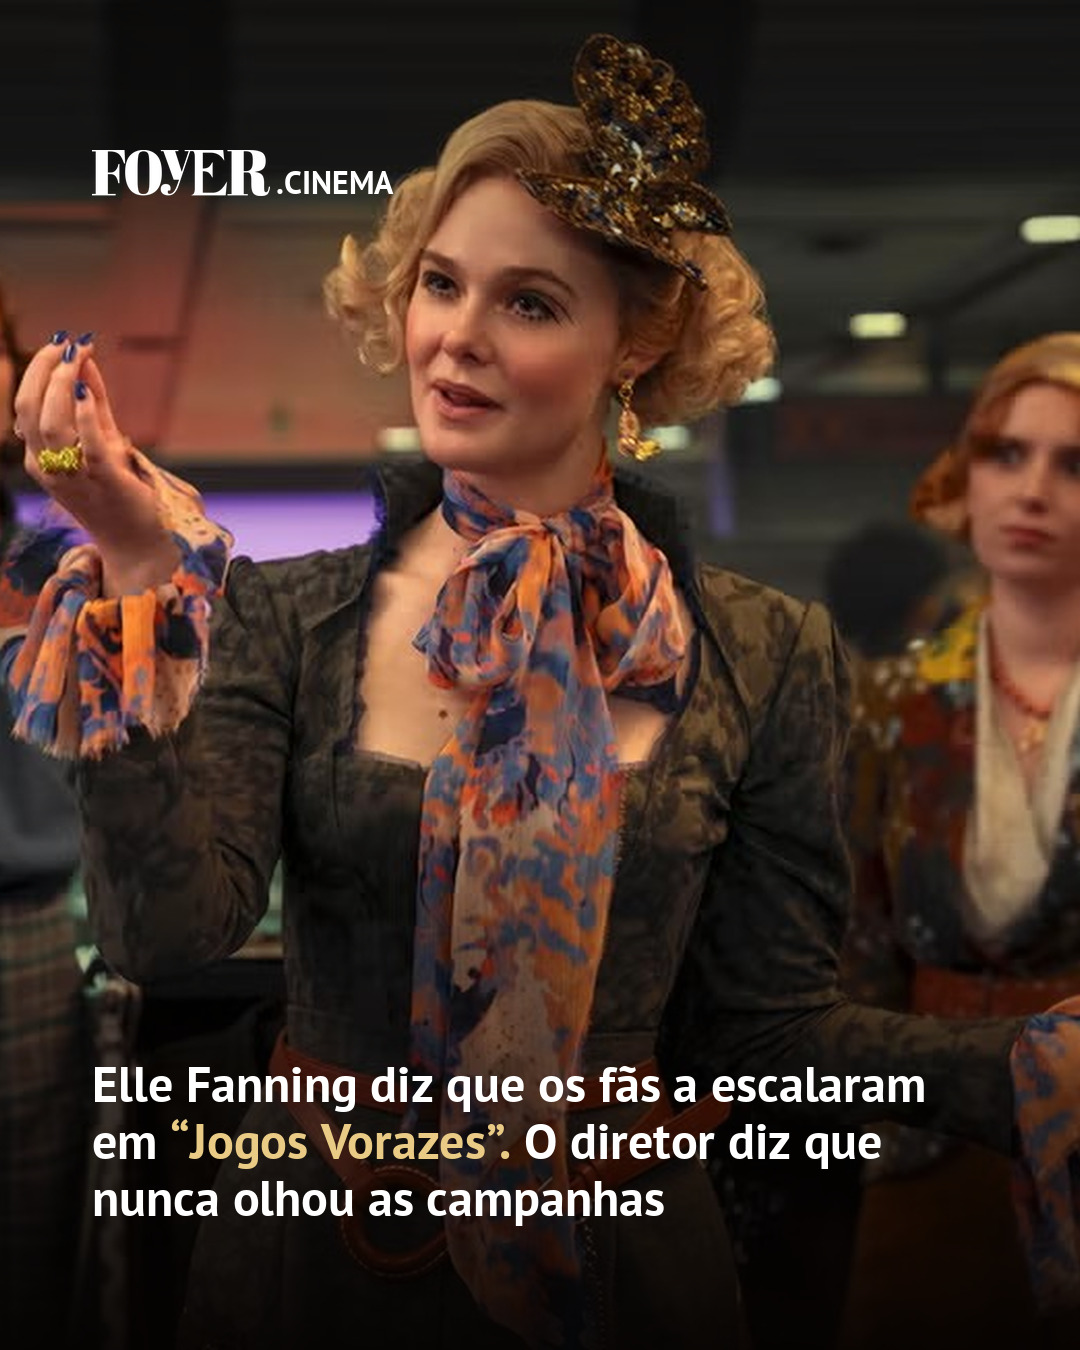 FOYER.CINEMA
Elle Fanning diz que os fãs a escalaram
em “Jogos Vorazes”. O diretor diz que
nunca olhou as campanhas